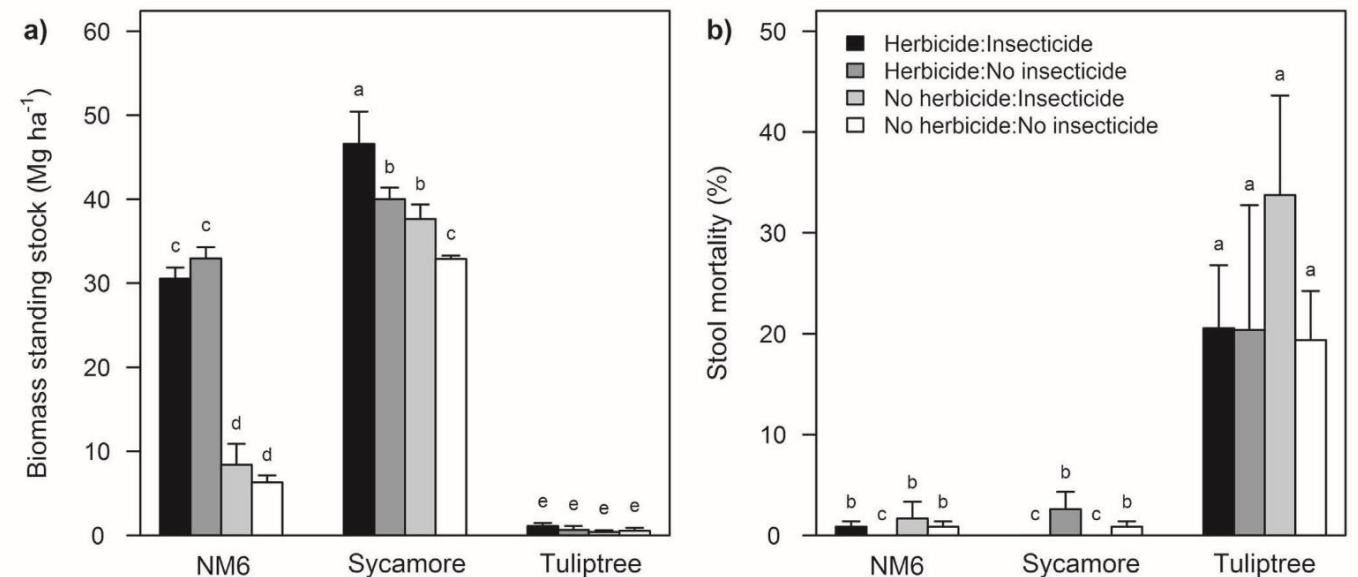 a)
Biomass standing stock (Mg ha⁻¹)
60
50
40
30
20
10
0
c c d d
a b b c
e e e e
NM6 Sycamore Tuliptree
b)
Stool mortality (%)
50
40
30
20
10
0
Herbicide:Insecticide
Herbicide:No insecticide
No herbicide:Insecticide
No herbicide:No insecticide
b c b b
c b c b
a a a a
NM6 Sycamore Tuliptree